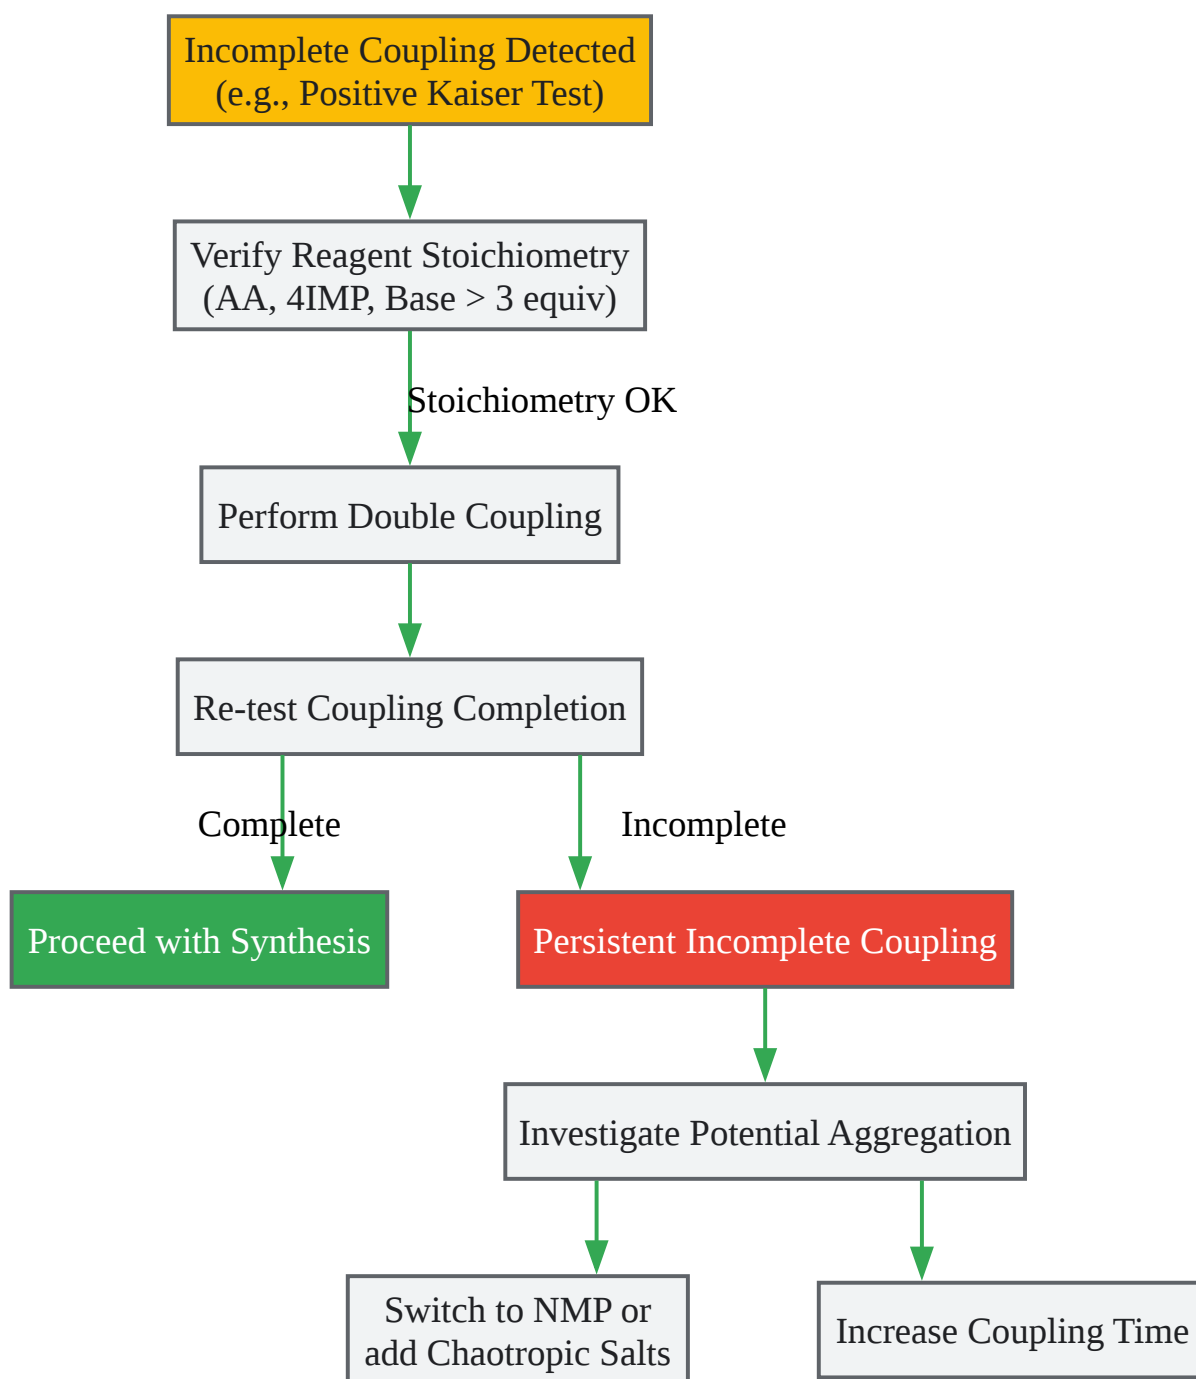 Incomplete Coupling Detected
(e.g., Positive Kaiser Test)
Verify Reagent Stoichiometry
(AA, 4IMP, Base > 3 equiv)
Stoichiometry OK
Perform Double Coupling
Re-test Coupling Completion
Complete
Incomplete
Proceed with Synthesis
Persistent Incomplete Coupling
Investigate Potential Aggregation
Switch to NMP or
add Chaotropic Salts
Increase Coupling Time